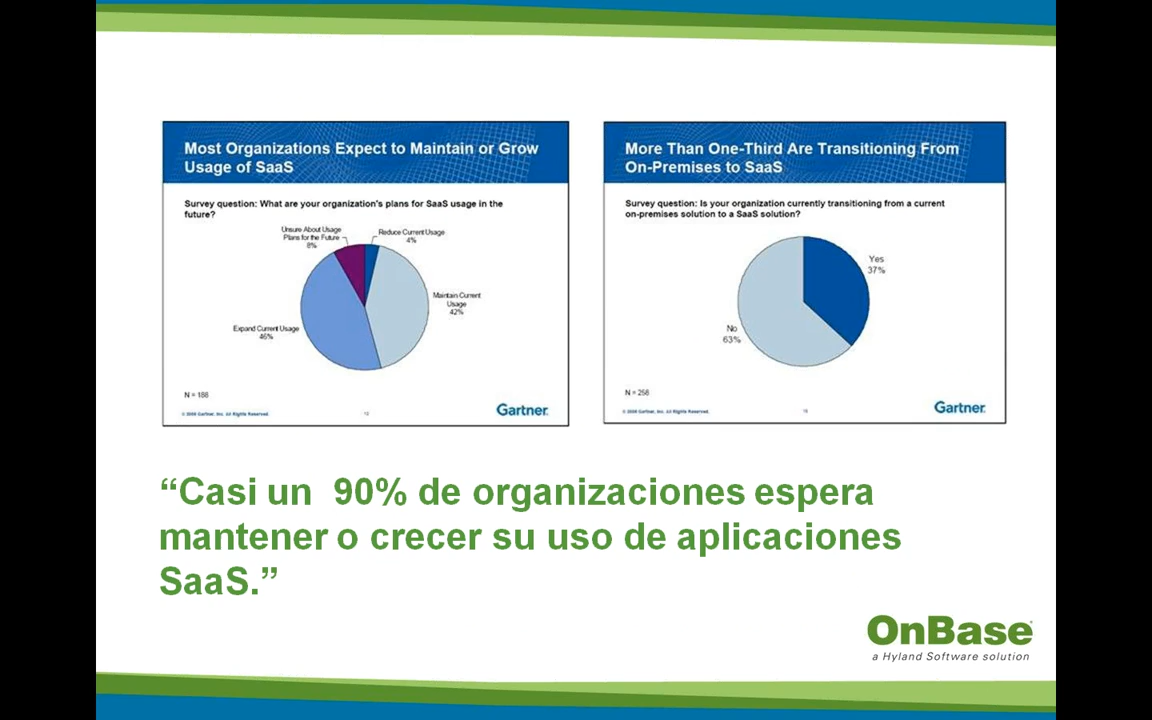 Most Organizations Expect to Maintain or Grow
Usage of SaaS
Survey question: What are your organization's plans for SaaS usage in the
future?
Unsure About Usage
Plans for the Future
8%
Reduce Current Usage
4%
Maintain Current
Usage
42%
Expand Current Usage
46%
N = 188
Gartner
More Than One-Third Are Transitioning From
On-Premises to SaaS
Survey question: Is your organization currently transitioning from a current
on-premises solution to a SaaS solution?
Yes
37%
No
63%
N = 258
Gartner
“Casi un 90% de organizaciones espera
mantener o crecer su uso de aplicaciones
SaaS.”
OnBase
a Hyland Software solution